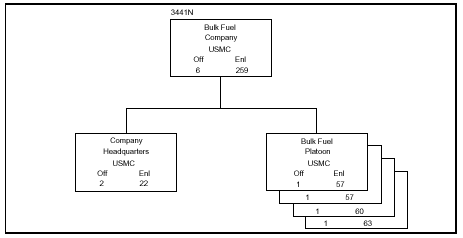 3441N
Bulk Fuel
Company
USMC
Off Enl
6 259
Company
Headquarters
USMC
Off Enl
2 22
Bulk Fuel
Platoon
USMC
Off Enl
1 57
1 57
1 60
1 63